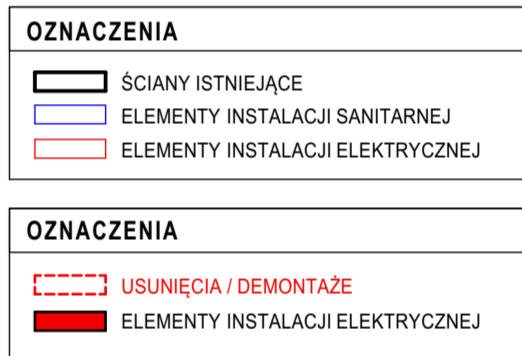 OZNACZENIA
ŚCIANY ISTNIEJĄCE
ELEMENTY INSTALACJI SANITARNEJ
ELEMENTY INSTALACJI ELEKTRYCZNEJ
OZNACZENIA
USUNIĘCIA / DEMONTAŻE
ELEMENTY INSTALACJI ELEKTRYCZNEJ